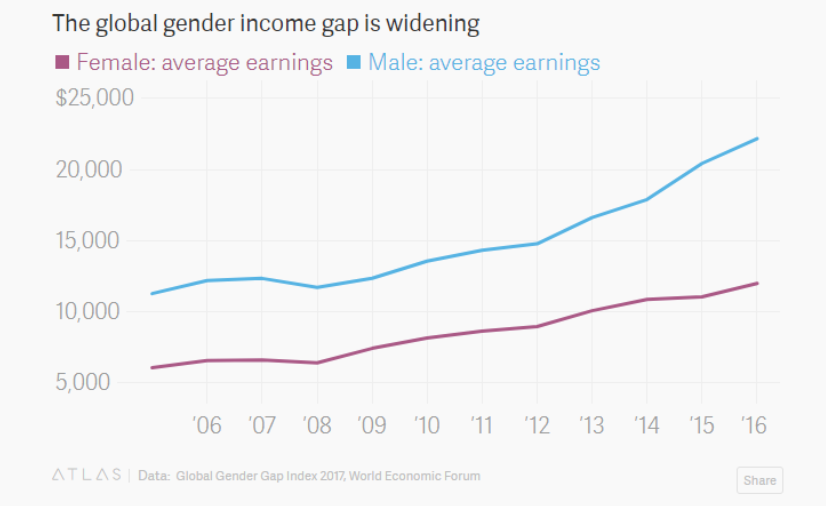 The global gender income gap is widening
Female: average earnings Male: average earnings
$25,000
20,000
15,000
10,000
5,000
'06 '07 '08 '09 '10 '11 '12 '13 '14 '15 '16
ATLAS | Data: Global Gender Gap Index 2017, World Economic Forum
Share